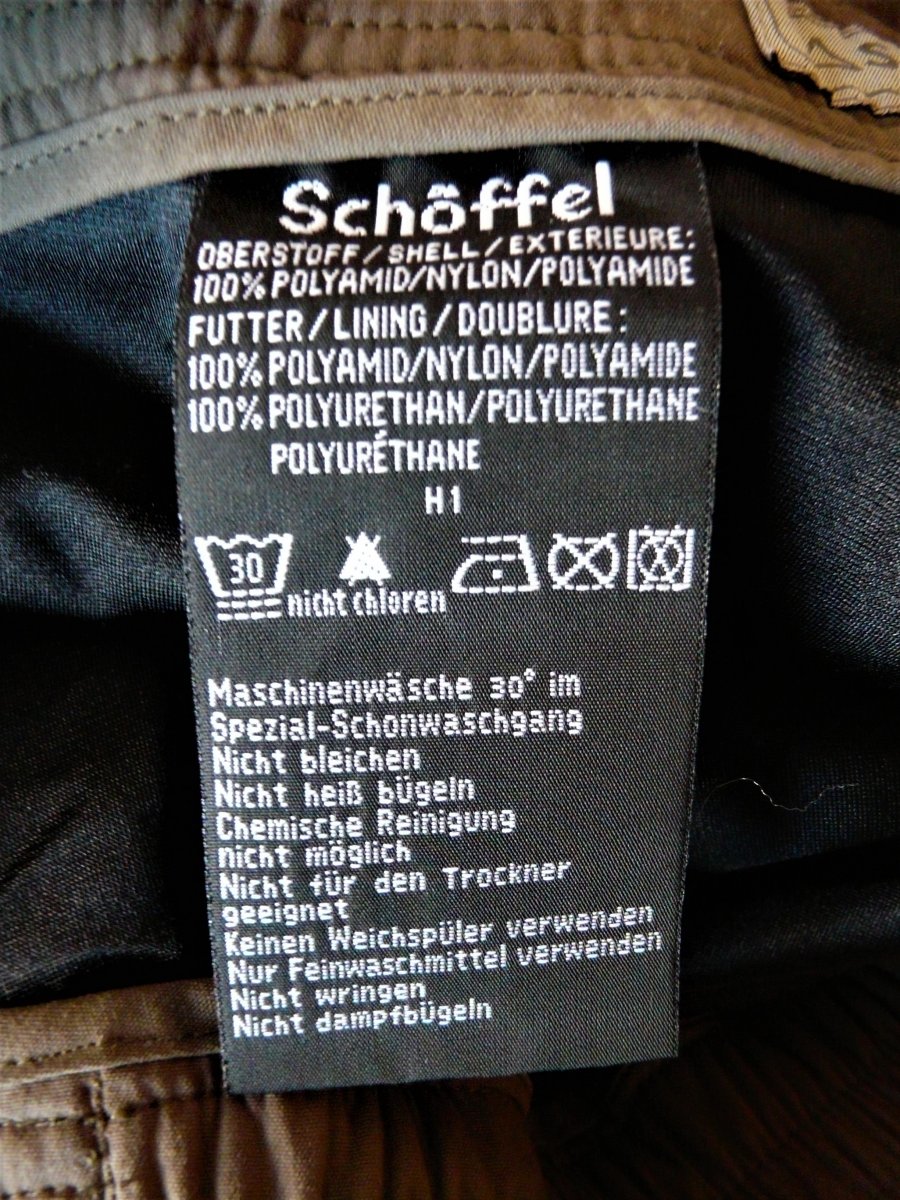 Schöffel
OBERSTOFF/SHELL/EXTERIEURE:
100% POLYAMID/NYLON/POLYAMIDE
FUTTER/LINING/DOUBLURE:
100% POLYAMID/NYLON/POLYAMIDE
100% POLYURETHAN/POLYURETHANE
POLYURÉTHANE
H1
30
nicht chloren
Maschinenwäsche 30° im
Spezial-Schonwaschgang
Nicht bleichen
Nicht heiß bügeln
Chemische Reinigung
nicht möglich
Nicht für den Trockner
geeignet
Keinen Weichspüler verwenden
Nur Feinwaschmittel verwenden
Nicht wringen
Nicht dampfbügeln